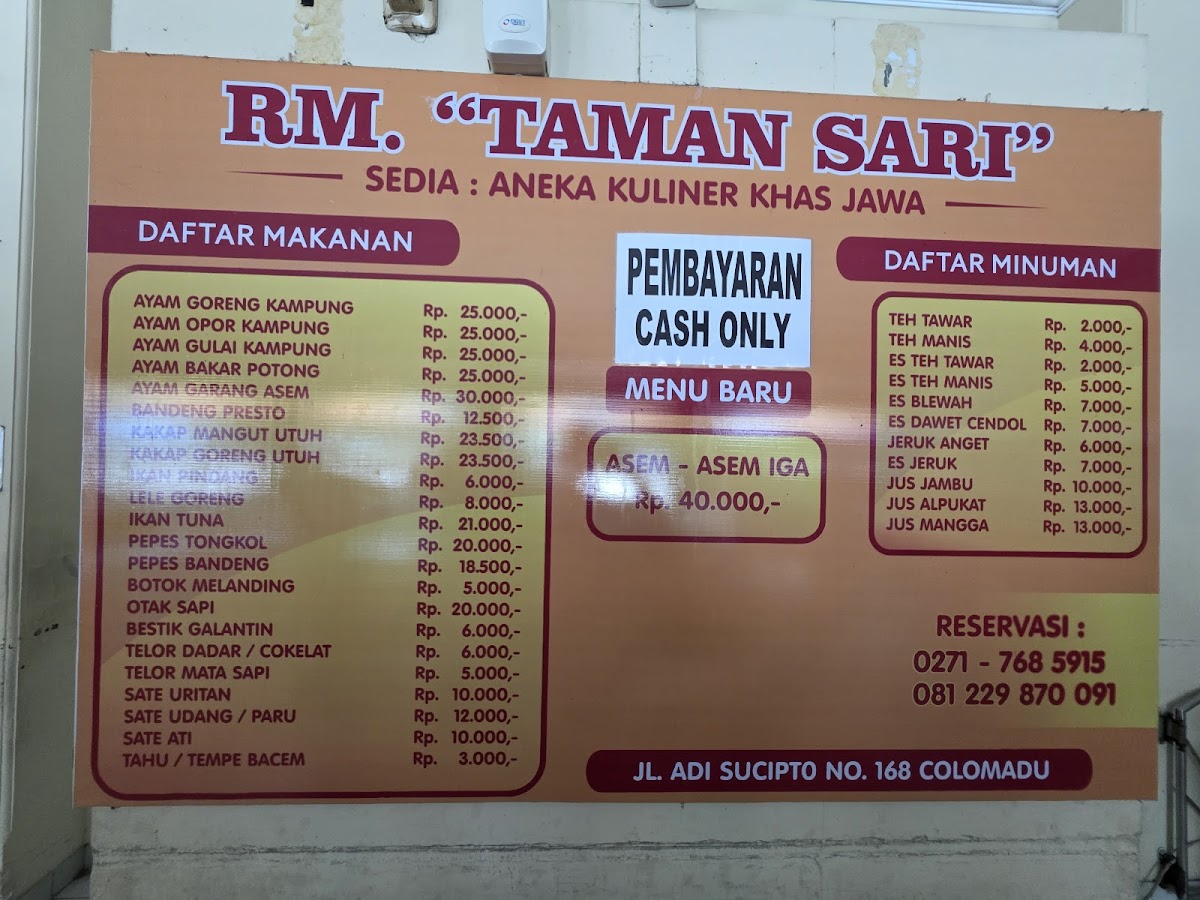 RM. “TAMAN SARI”
SEDIA : ANEKA KULINER KHAS JAWA
DAFTAR MAKANAN
AYAM GORENG KAMPUNG Rp. 25.000,-
AYAM OPOR KAMPUNG Rp. 25.000,-
AYAM GULAI KAMPUNG Rp. 25.000,-
AYAM BAKAR POTONG Rp. 25.000,-
AYAM GARANG ASEM Rp. 30.000,-
BANDENG PRESTO Rp. 12.500,-
KAKAP MANGUT UTUH Rp. 23.500,-
KAKAP GORENG UTUH Rp. 23.500,-
IKAN PINDANG Rp. 6.000,-
LELE GORENG Rp. 8.000,-
IKAN TUNA Rp. 21.000,-
PEPES TONGKOL Rp. 20.000,-
PEPES BANDENG Rp. 18.500,-
BOTOK MELANDING Rp. 5.000,-
OTAK SAPI Rp. 20.000,-
BESTIK GALANTIN Rp. 6.000,-
TELOR DADAR / COKELAT Rp. 6.000,-
TELOR MATA SAPI Rp. 5.000,-
SATE URITAN Rp. 10.000,-
SATE UDANG / PARU Rp. 12.000,-
SATE ATI Rp. 10.000,-
TAHU / TEMPE BACEM Rp. 3.000,-
PEMBAYARAN
CASH ONLY
MENU BARU
ASEM - ASEM IGA
Rp. 40.000,-
DAFTAR MINUMAN
TEH TAWAR Rp. 2.000,-
TEH MANIS Rp. 4.000,-
ES TEH TAWAR Rp. 2.000,-
ES TEH MANIS Rp. 5.000,-
ES BLEWAH Rp. 7.000,-
ES DAWET CENDOL Rp. 7.000,-
JERUK ANGET Rp. 6.000,-
ES JERUK Rp. 7.000,-
JUS JAMBU Rp. 10.000,-
JUS ALPUKAT Rp. 13.000,-
JUS MANGGA Rp. 13.000,-
RESERVASI :
0271 - 768 5915
081 229 870 091
JL. ADI SUCIPTO NO. 168 COLOMADU